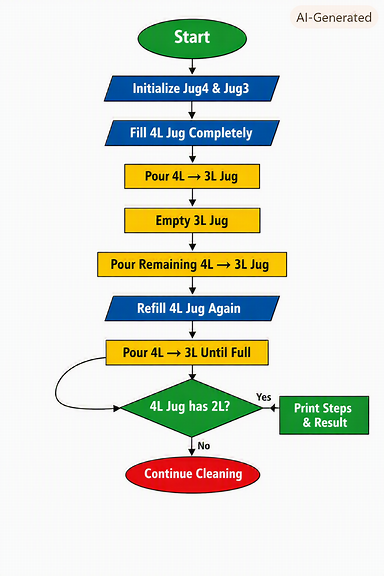 AI-Generated
Start
Initialize Jug4 & Jug3
Fill 4L Jug Completely
Pour 4L → 3L Jug
Empty 3L Jug
Pour Remaining 4L → 3L Jug
Refill 4L Jug Again
Pour 4L → 3L Until Full
4L Jug has 2L?
Yes
Print Steps
& Result
No
Continue Cleaning